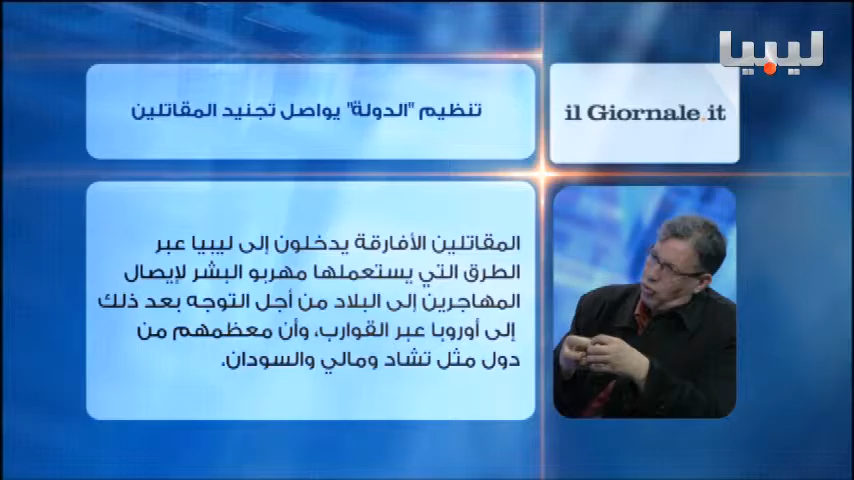 ليبيا
il Giornale.it
تنظيم "الدولة" يواصل تجنيد المقاتلين
المقاتلين الأفارقة يدخلون إلى ليبيا عبر
الطرق التي يستعملها مهربو البشر لإيصال
المهاجرين إلى البلاد من أجل التوجه بعد ذلك
إلى أوروبا عبر القوارب، وأن معظمهم من
دول مثل تشاد ومالي والسودان.